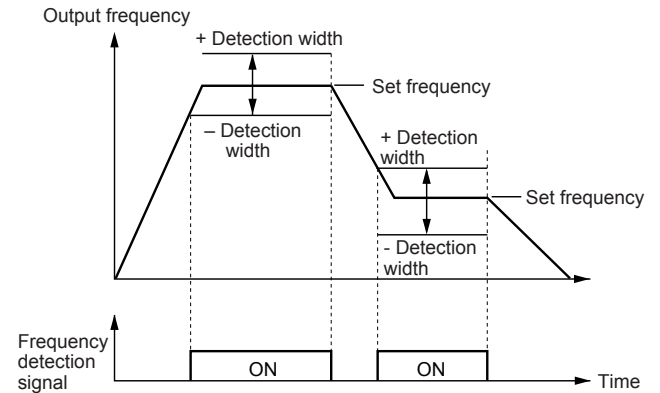 Output frequency
+ Detection width
Set frequency
– Detection
width
+ Detection
width
Set frequency
- Detection
width
Frequency
detection
signal
ON
ON
Time